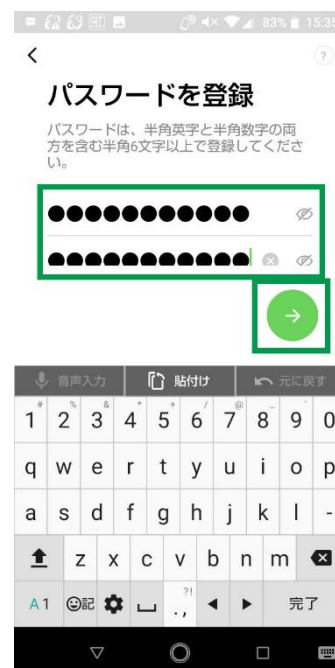 83% 15:35
?
パスワードを登録
パスワードは、半角英字と半角数字の両
方を含む半角6文字以上で登録してくださ
い。
音声入力 貼付け 元に戻す
# % & * + / @ _
1 2 3 4 5 6 7 8 9 0
q w e r t y u i o p
a s d f g h j k l -
z x c v b n m
A1 記 ., ?! 完了